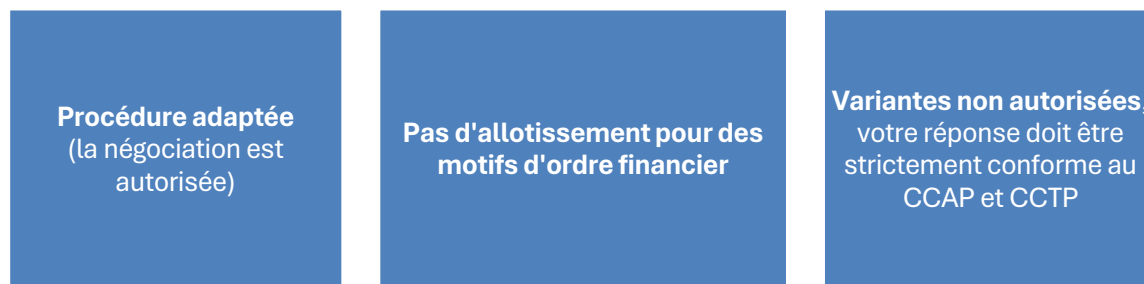 Procédure adaptée
(la négociation est
autorisée)
Pas d'allotissement pour des
motifs d'ordre financier
Variantes non autorisées,
votre réponse doit être
strictement conforme au
CCAP et CCTP